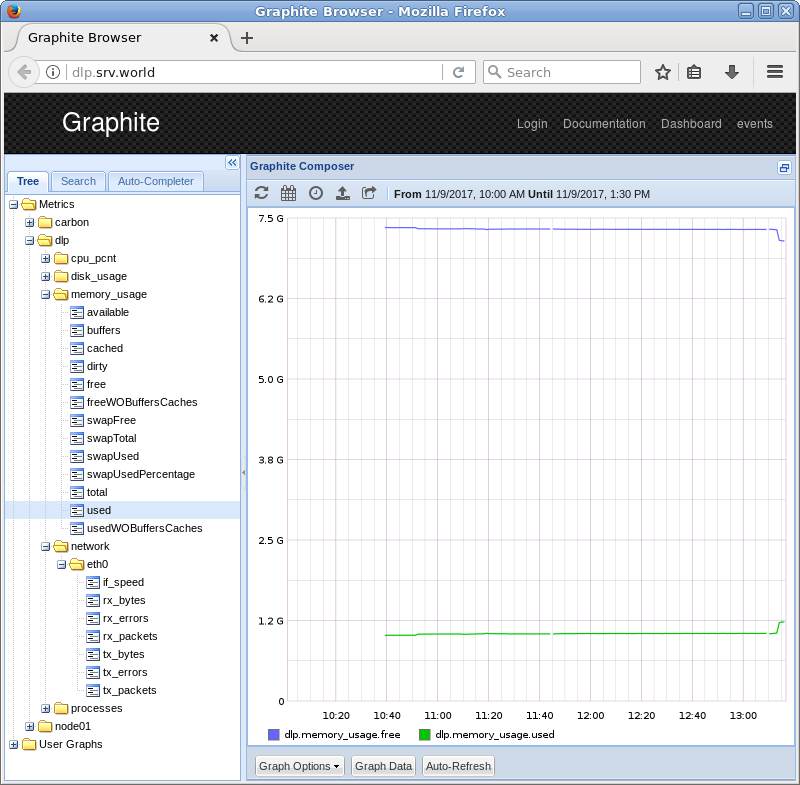 Graphite Browser - Mozilla Firefox
Graphite Browser
dlp.srv.world
Search
Graphite
Login Documentation Dashboard events
Tree Search Auto-Completer
Metrics
carbon
dlp
cpu_pcnt
disk_usage
memory_usage
available
buffers
cached
dirty
free
freeWOBuffersCaches
swapFree
swapTotal
swapUsed
swapUsedPercentage
total
used
usedWOBuffersCaches
network
eth0
if_speed
rx_bytes
rx_errors
rx_packets
tx_bytes
tx_errors
tx_packets
processes
node01
User Graphs
Graphite Composer
From 11/9/2017, 10:00 AM Until 11/9/2017, 1:30 PM
7.5 G
6.2 G
5.0 G
3.8 G
2.5 G
1.2 G
0
10:20 10:40 11:00 11:20 11:40 12:00 12:20 12:40 13:00
dlp.memory_usage.free dlp.memory_usage.used
Graph Options Graph Data Auto-Refresh